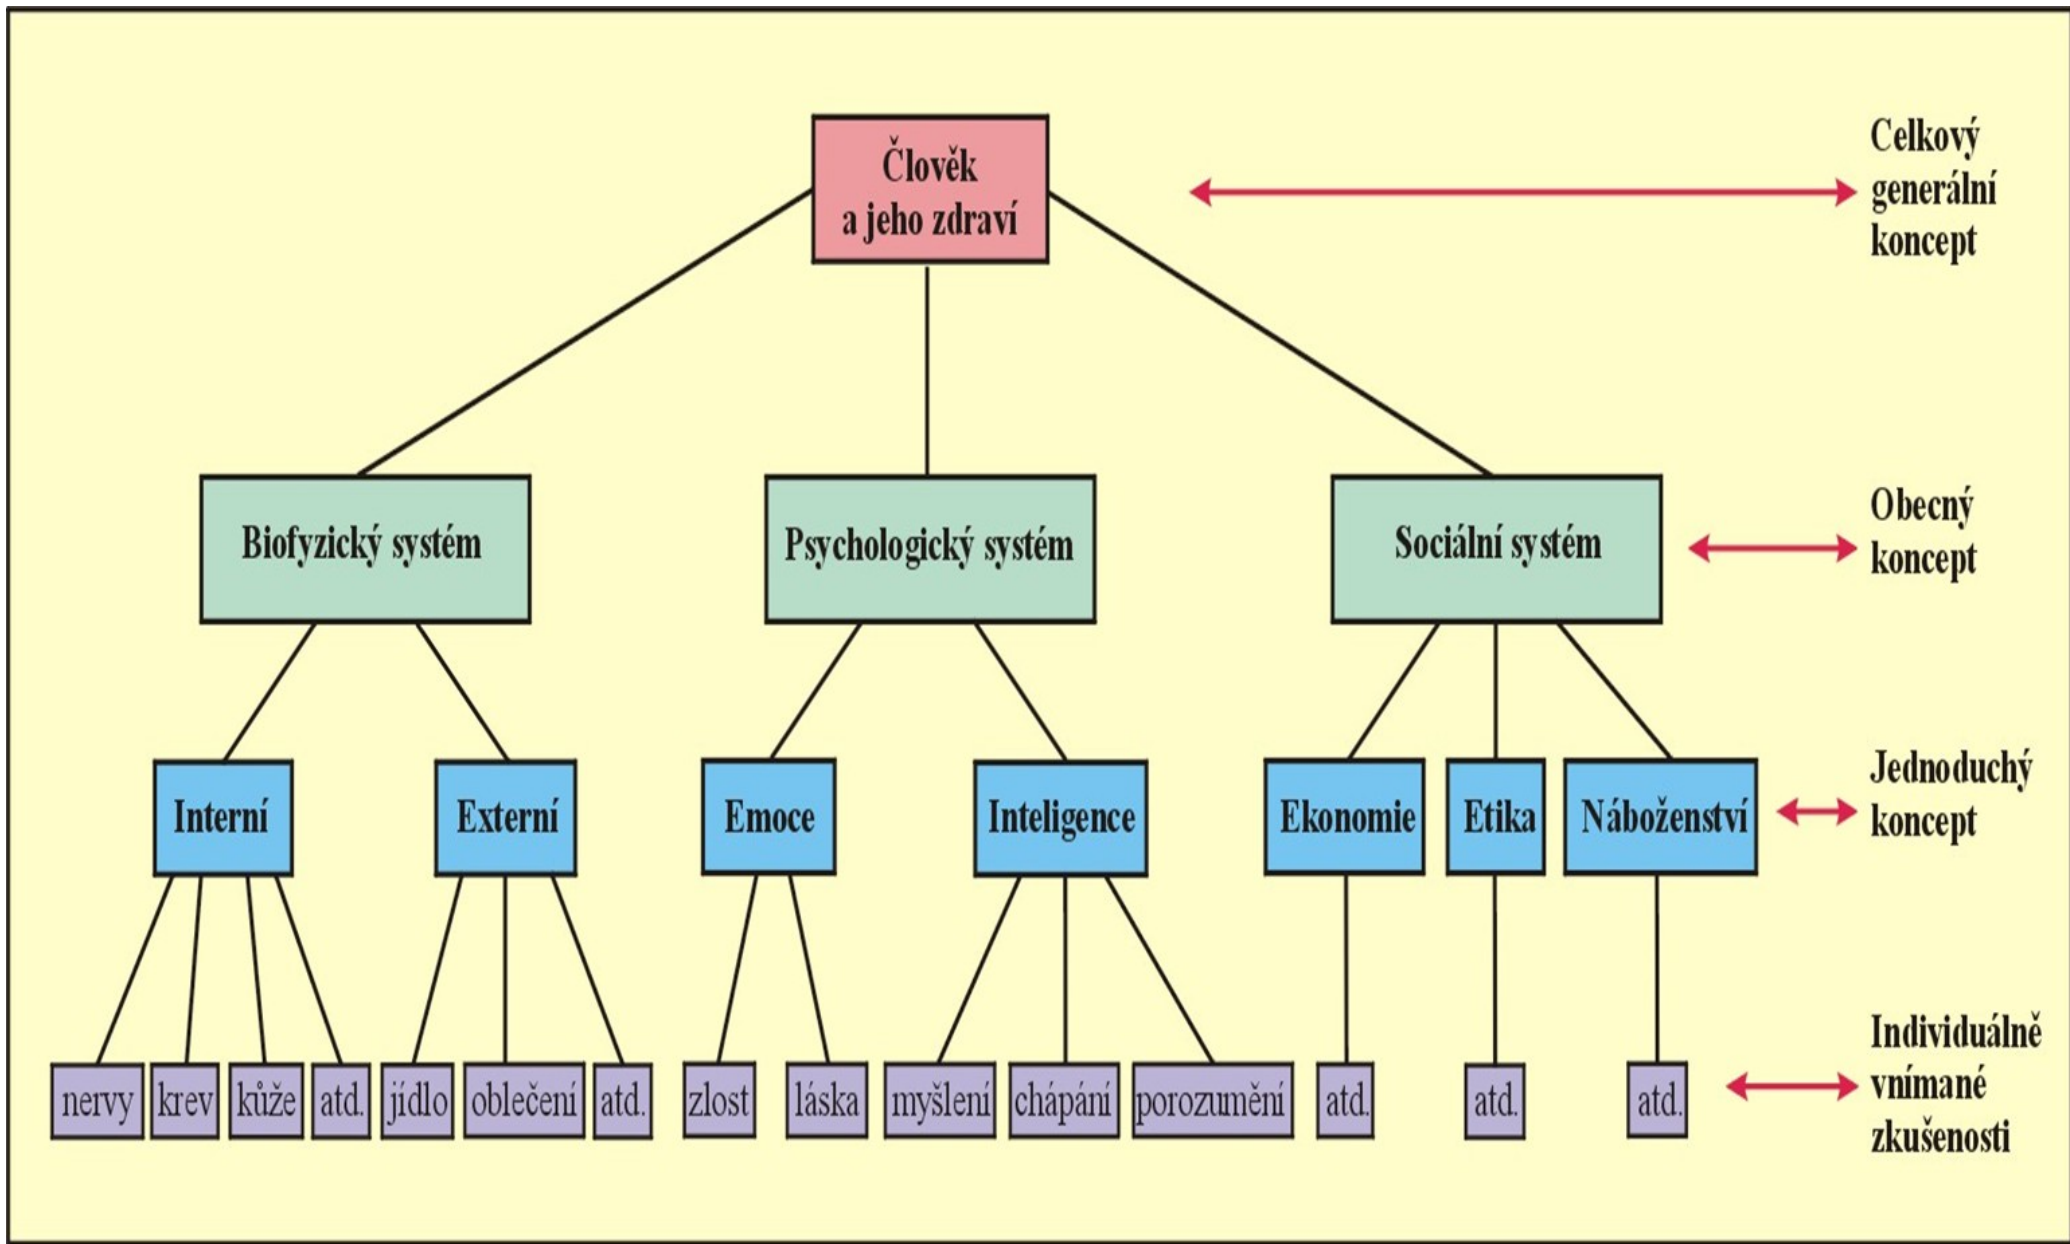 Člověk
a jeho zdraví
Celkový
generální
koncept
Biofyzický systém
Psychologický systém
Sociální systém
Obecný
koncept
Interní
Externí
Emoce
Inteligence
Ekonomie
Etika
Náboženství
Jednoduchý
koncept
nervy
krev
kůže
atd.
jídlo
oblečení
atd.
zlost
láska
myšlení
chápání
porozumění
atd.
atd.
atd.
Individuálně
vnímané
zkušenosti